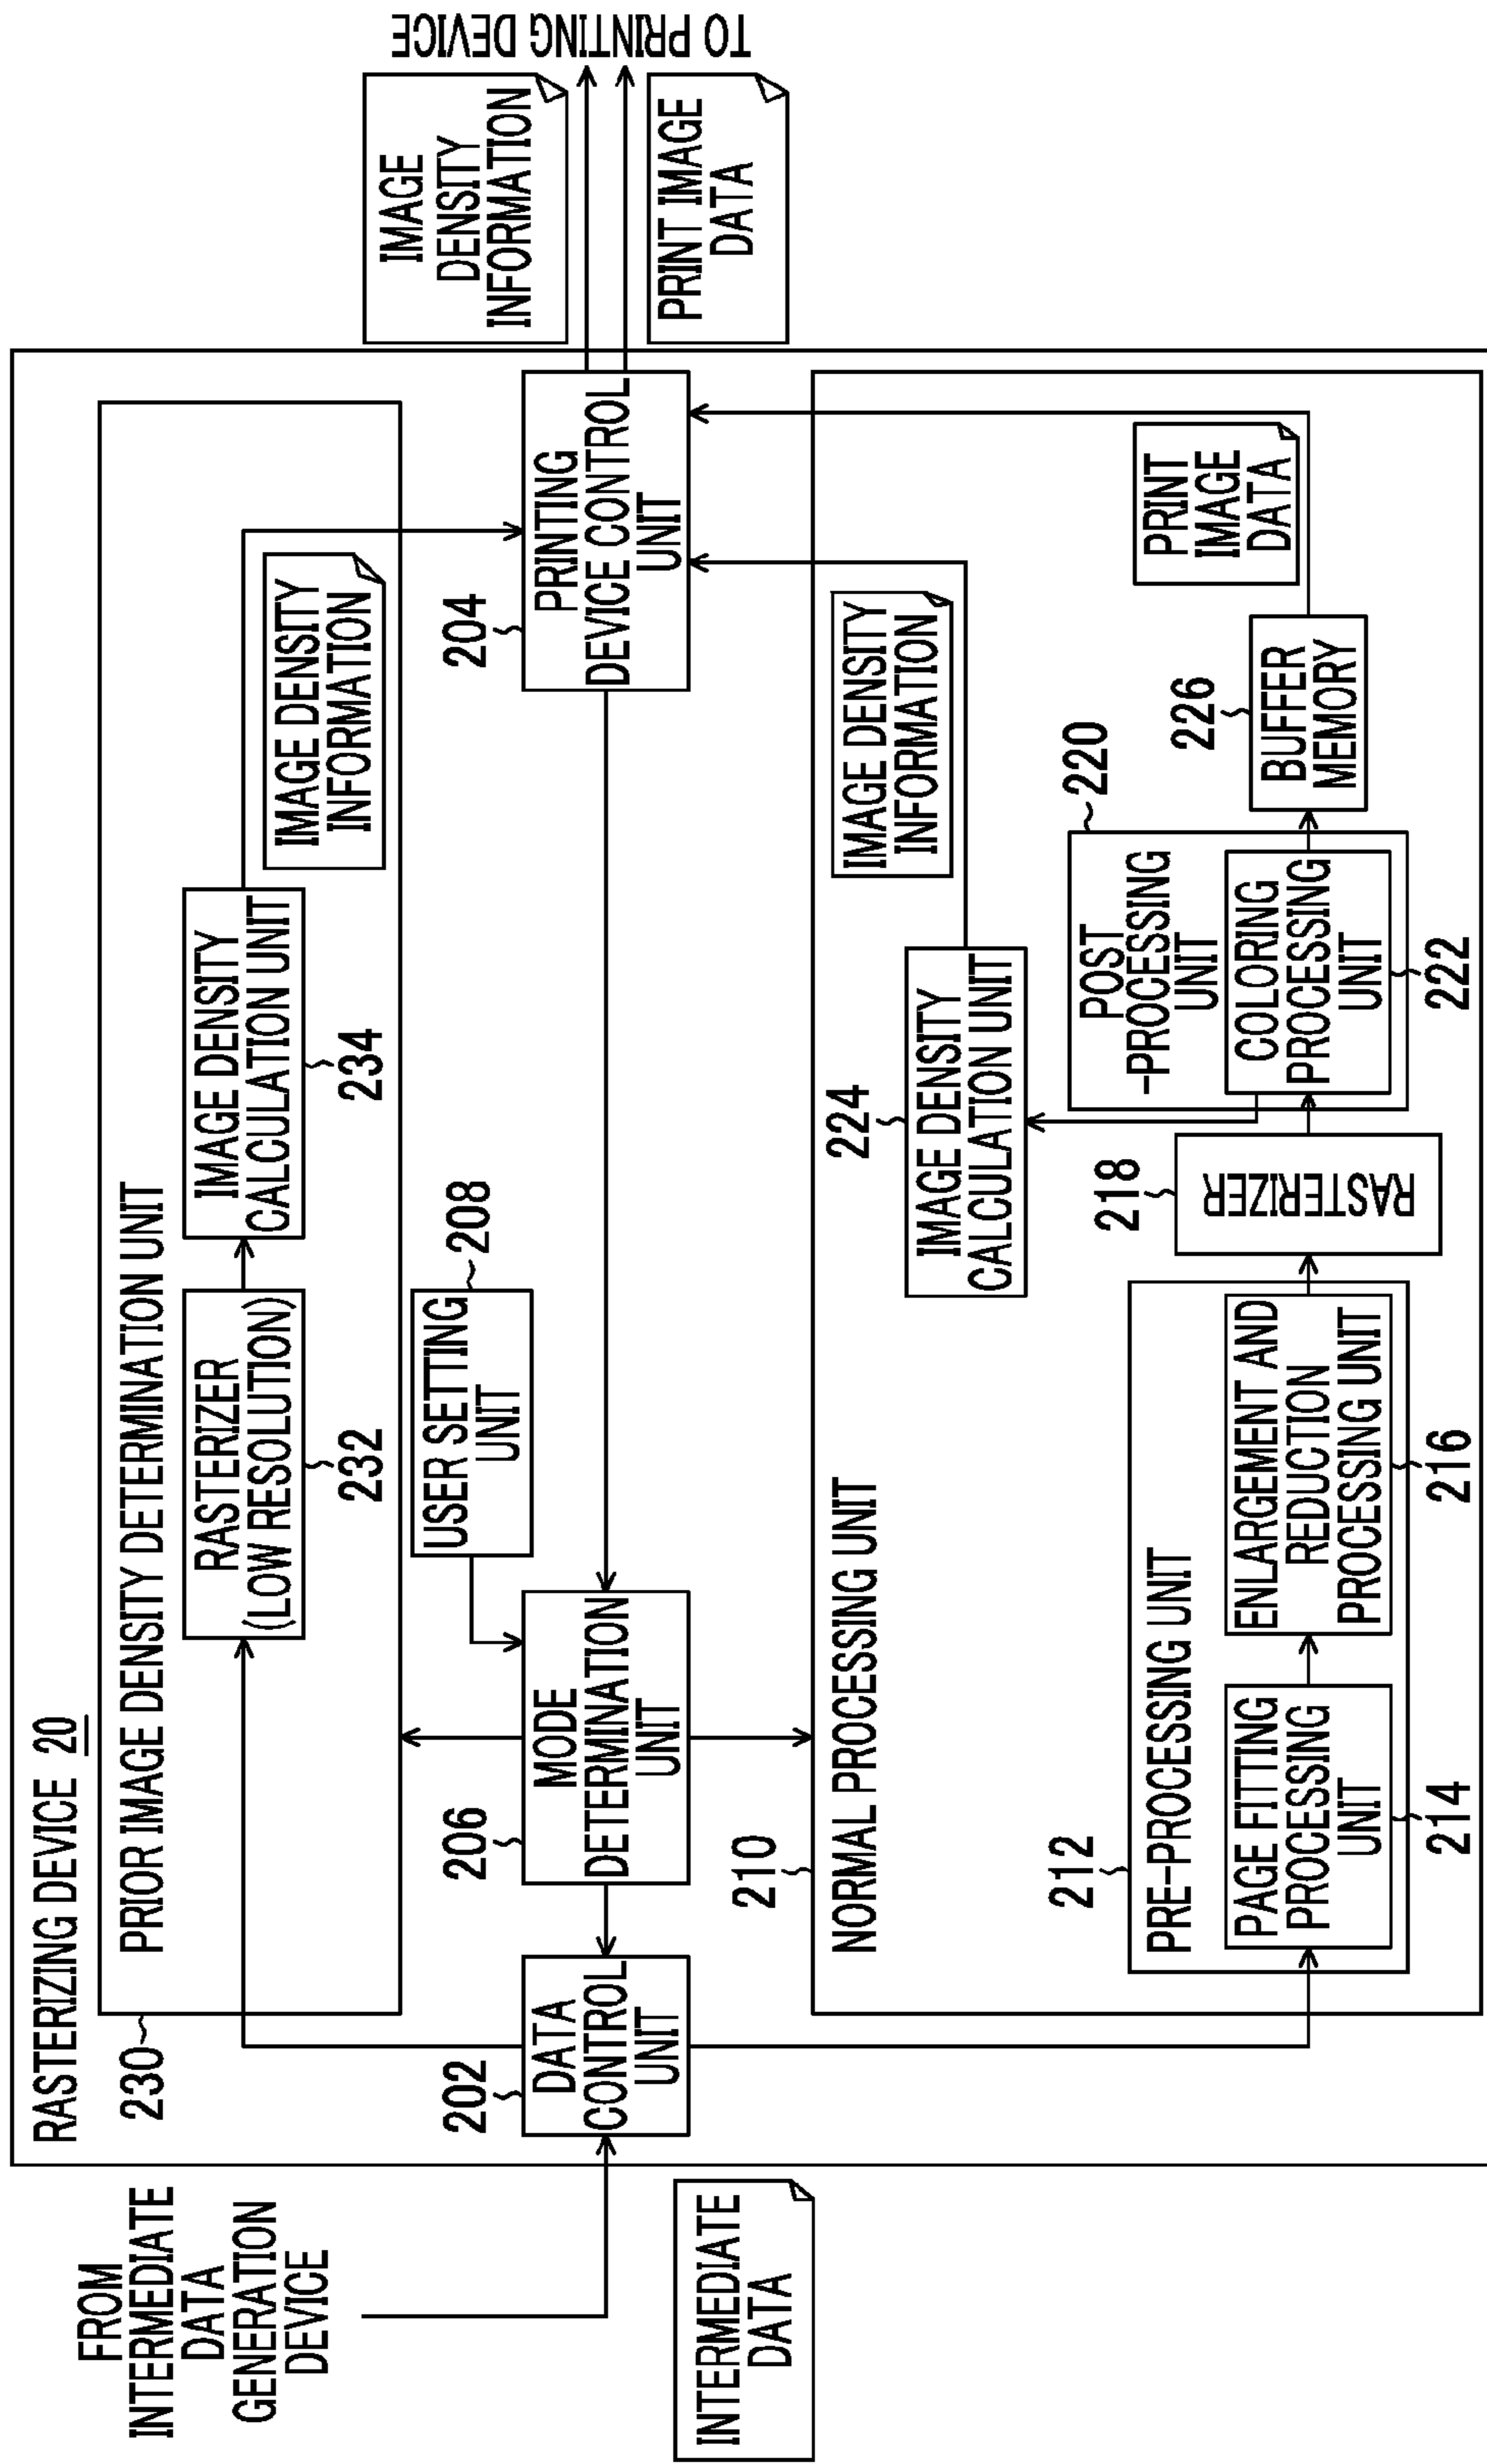 RASTERIZING DEVICE 20
FROM
INTERMEDIATE
DATA
GENERATION
DEVICE
INTERMEDIATE
DATA
230
PRIOR IMAGE DENSITY DETERMINATION UNIT
RASTERIZER
(LOW RESOLUTION)
232
IMAGE DENSITY
CALCULATION UNIT
234
IMAGE DENSITY
INFORMATION
202
DATA
CONTROL
UNIT
206
MODE
DETERMINATION
UNIT
USER SETTING
UNIT
208
204
PRINTING
DEVICE CONTROL
UNIT
IMAGE
DENSITY
INFORMATION
TO PRINTING DEVICE
PRINT IMAGE
DATA
210
NORMAL PROCESSING UNIT
212
PRE-PROCESSING UNIT
PAGE FITTING
PROCESSING
UNIT
214
ENLARGEMENT AND
REDUCTION
PROCESSING UNIT
216
218
RASTERIZER
224
IMAGE DENSITY
CALCULATION UNIT
IMAGE DENSITY
INFORMATION
220
POST
-PROCESSING
UNIT
COLORING
PROCESSING
UNIT
222
226
BUFFER
MEMORY
PRINT
IMAGE
DATA